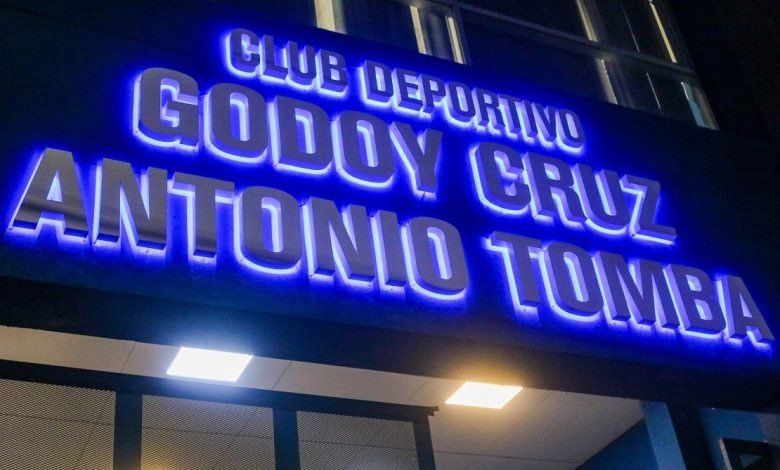 CLUB DEPORTIVO
GODOY CRUZ
ANTONIO TOMBA